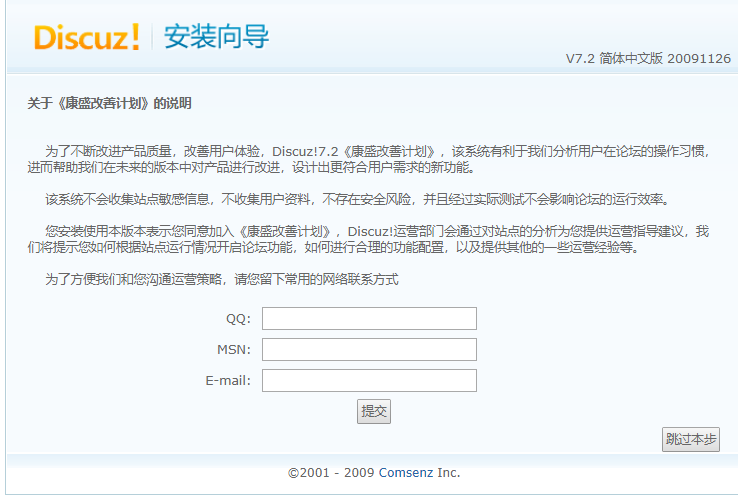 Discuz! 安装向导
V7.2 简体中文版 20091126
关于《康盛改善计划》的说明
为了不断改进产品质量，改善用户体验，Discuz!7.2《康盛改善计划》，该系统有利于我们分析用户在论坛的操作习惯，
进而帮助我们在未来的版本中对产品进行改进，设计出更符合用户需求的新功能。
该系统不会收集站点敏感信息，不收集用户资料，不存在安全风险，并且经过实际测试不会影响论坛的运行效率。
您安装使用本版本表示您同意加入《康盛改善计划》，Discuz!运营部门会通过对站点的分析为您提供运营指导建议，我
们将提示您如何根据站点运行情况开启论坛功能，如何进行合理的功能配置，以及提供其他的一些运营经验等。
为了方便我们和您沟通运营策略，请您留下常用的网络联系方式
QQ:
MSN:
E-mail:
提交
跳过本步
©2001 - 2009 Comsenz Inc.